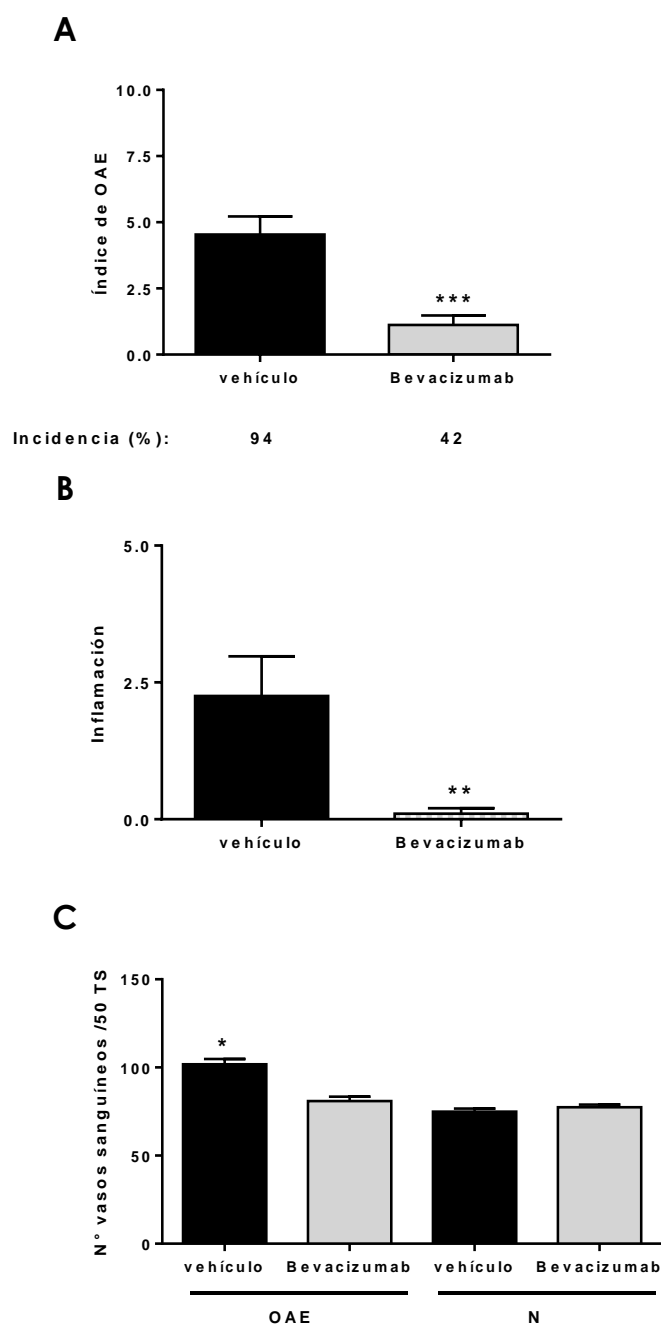 A
Índice de OAE
10.0
7.5
5.0
2.5
0.0
***
vehículo Bevacizumab
Incidencia (%): 94 42
B
Inflamación
5.0
2.5
0.0
**
vehículo Bevacizumab
C
N° vasos sanguíneos /50 TS
150
100
50
0
*
vehículo Bevacizumab vehículo Bevacizumab
OAE N